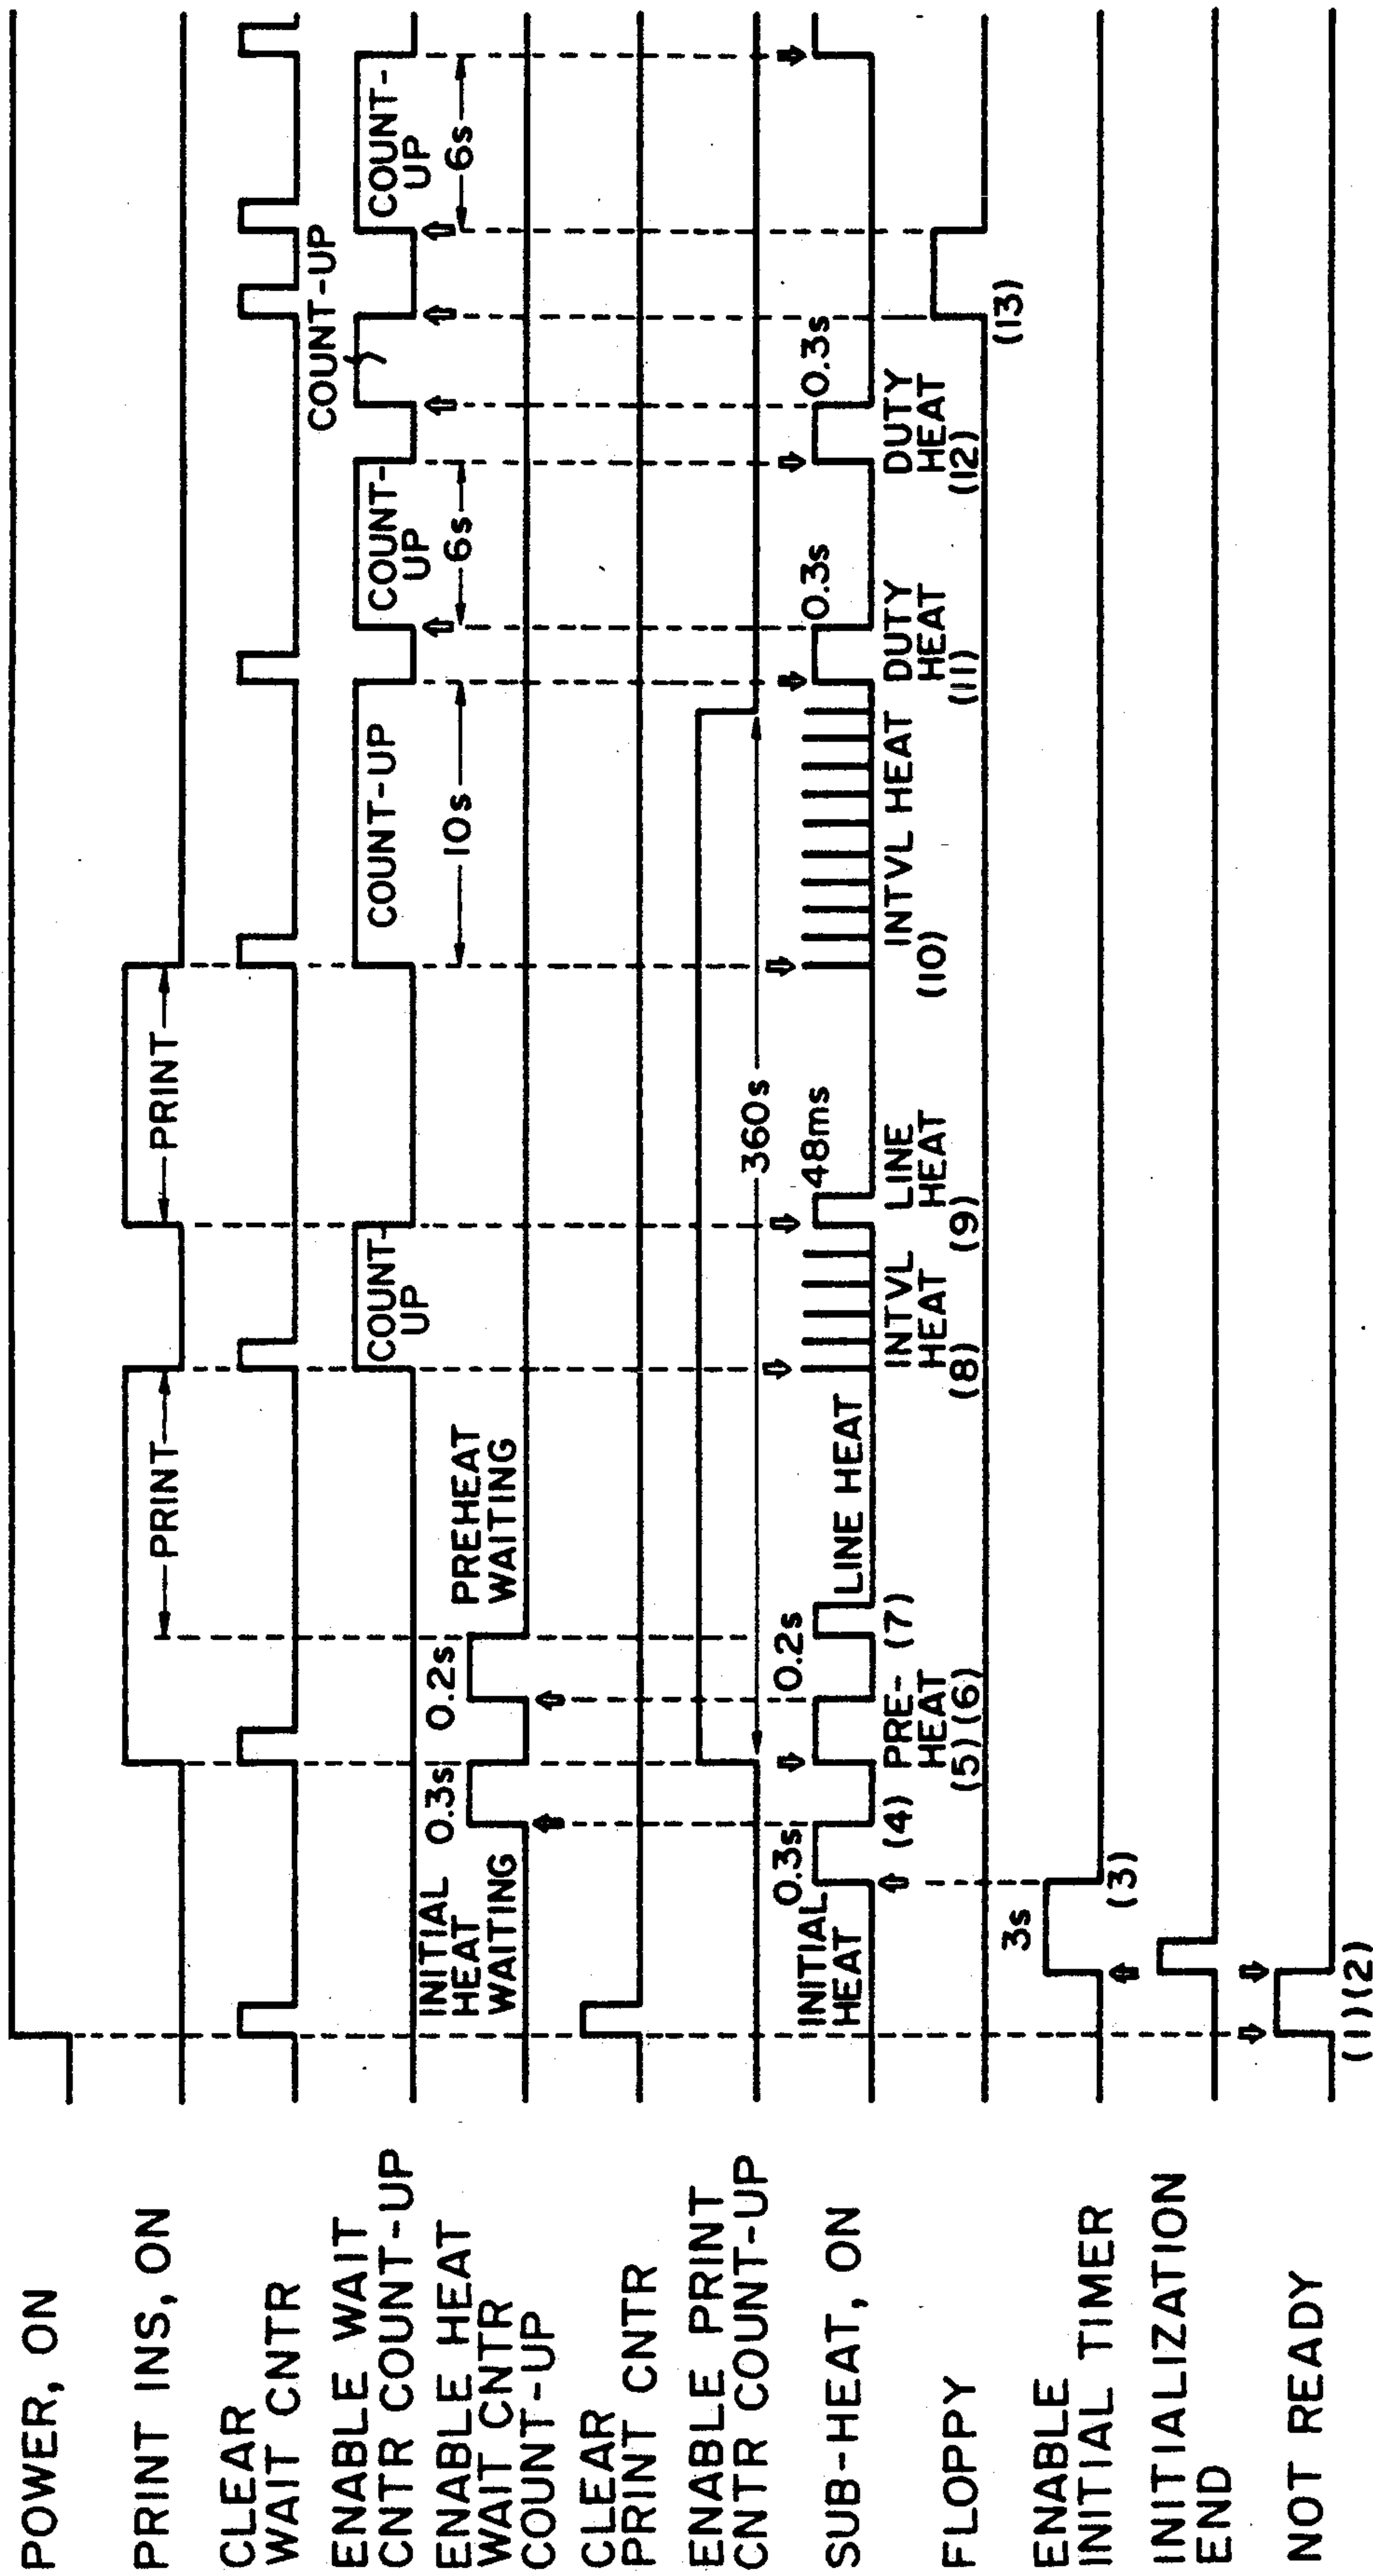 POWER, ON
PRINT INS, ON
PRINT
PRINT
CLEAR
WAIT CNTR
ENABLE WAIT
CNTR COUNT-UP
COUNT-
UP
COUNT-UP
COUNT-
UP
COUNT-UP
COUNT-
UP
10s
6s
6s
ENABLE HEAT
WAIT CNTR
COUNT-UP
INITIAL
HEAT
WAITING
0.3s
0.2s
PREHEAT
WAITING
CLEAR
PRINT CNTR
ENABLE PRINT
CNTR COUNT-UP
360s
SUB-HEAT, ON
INITIAL
HEAT
0.3s
0.2s
LINE HEAT
48ms
0.3s
0.3s
(4)
PRE-
HEAT
(5)(6)
(7)
INTVL
HEAT
(8)
LINE
HEAT
(9)
INTVL HEAT
(10)
DUTY
HEAT
(11)
DUTY
HEAT
(12)
FLOPPY
(13)
ENABLE
INITIAL TIMER
3s
(3)
INITIALIZATION
END
NOT READY
(1)(2)